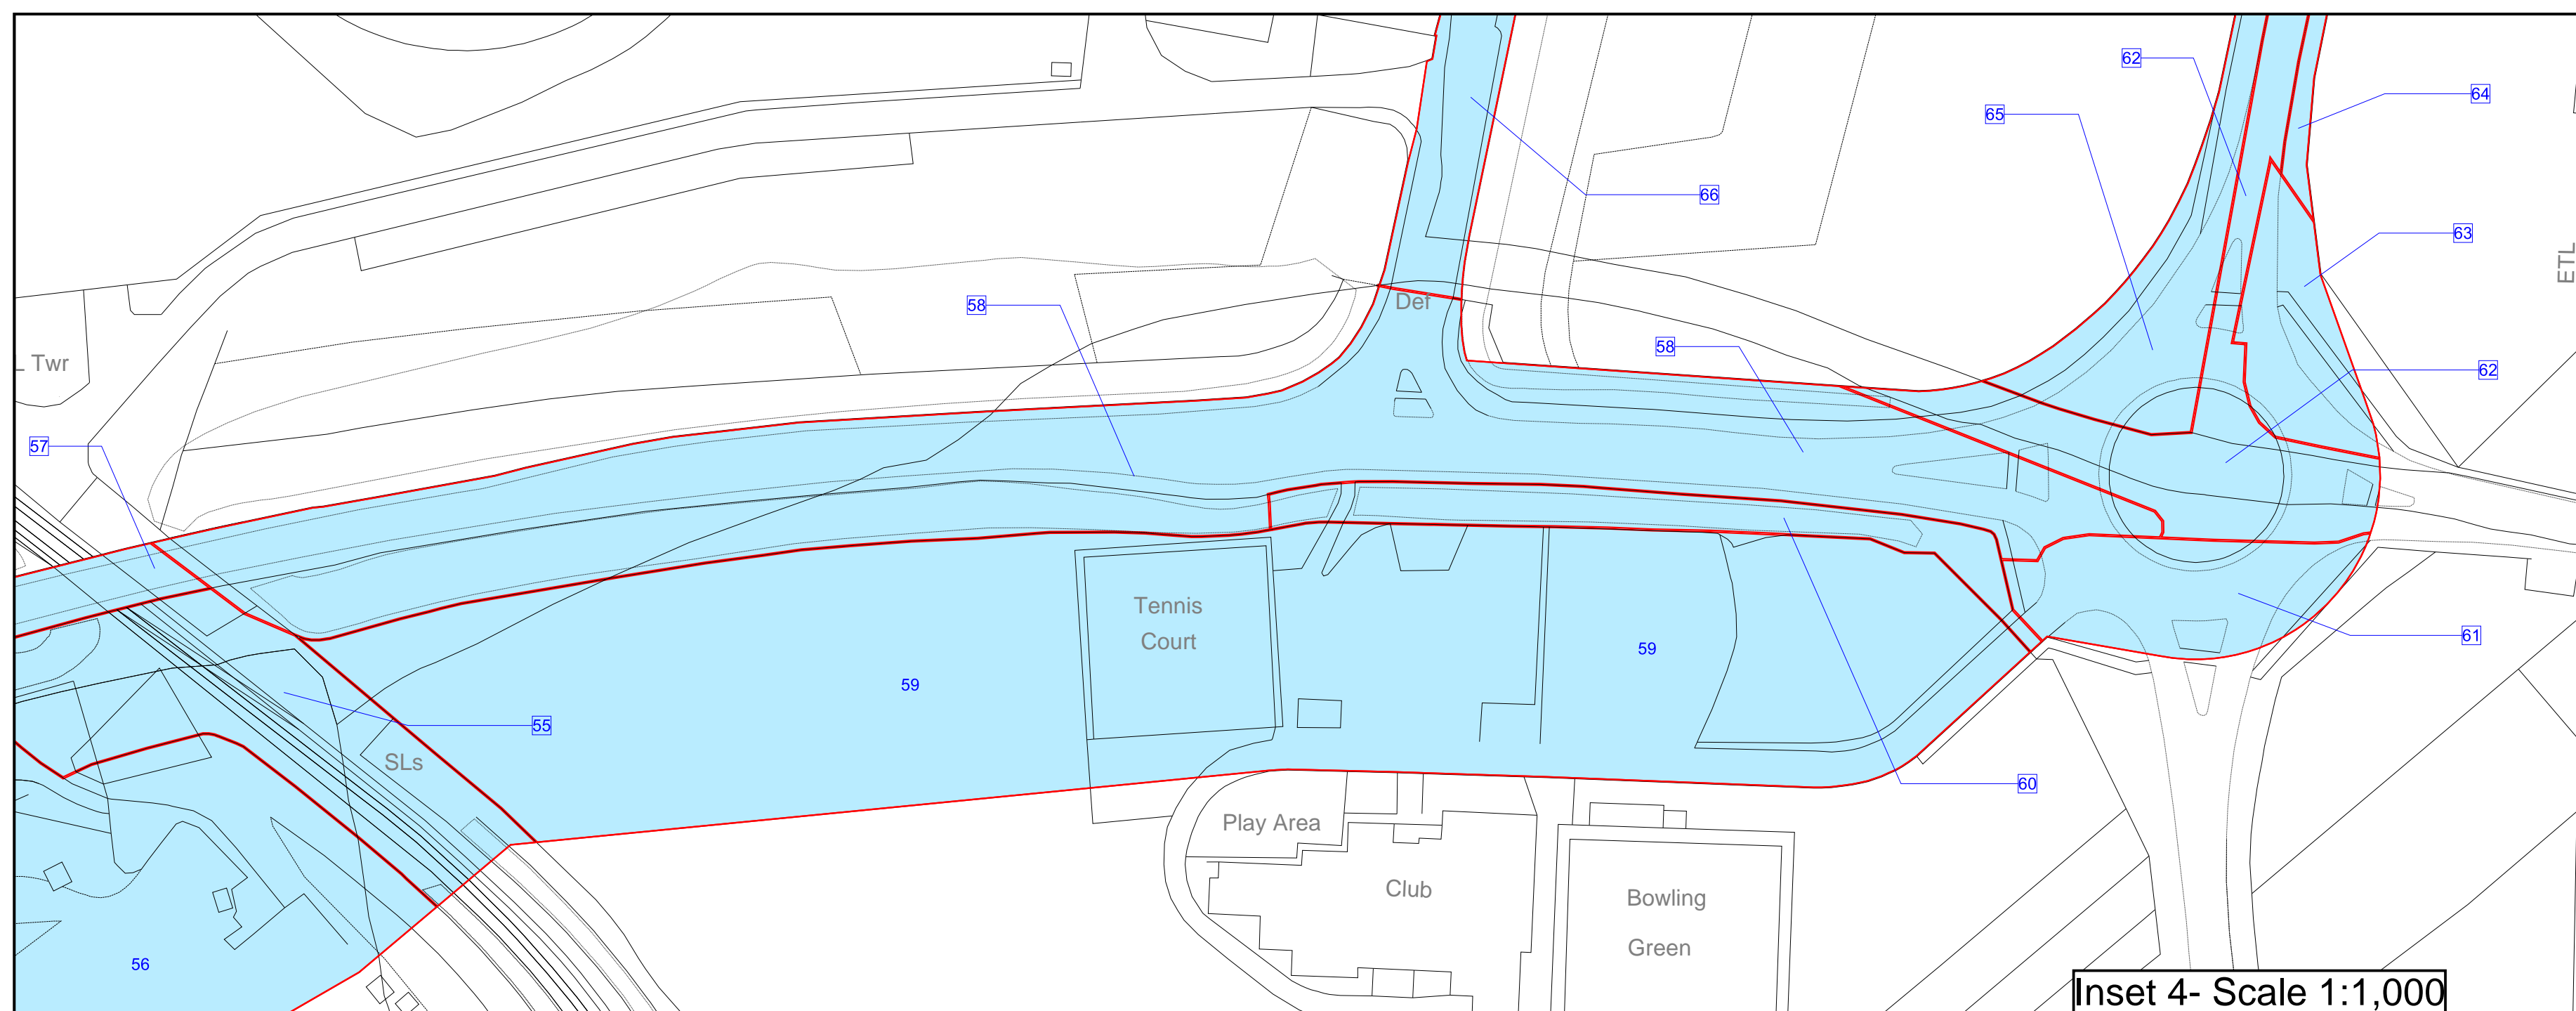 62
64
65
66
63
ETL
58
Def
58
L Twr
62
57
Tennis
Court
59
61
59
55
SLs
60
Play Area
Club
Bowling
Green
56
Inset 4- Scale 1:1,000